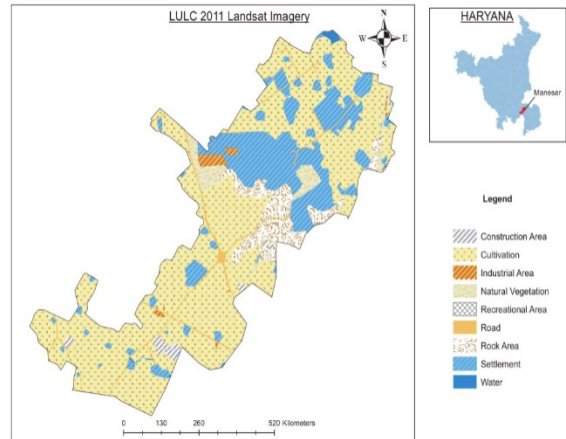 LULC 2011 Landsat Imagery
N
W E
S
HARYANA
Manesar
Legend
Construction Area
Cultivation
Industrial Area
Natural Vegetation
Recreational Area
Road
Rock Area
Settlement
Water
0 130 260 520 Kilometers